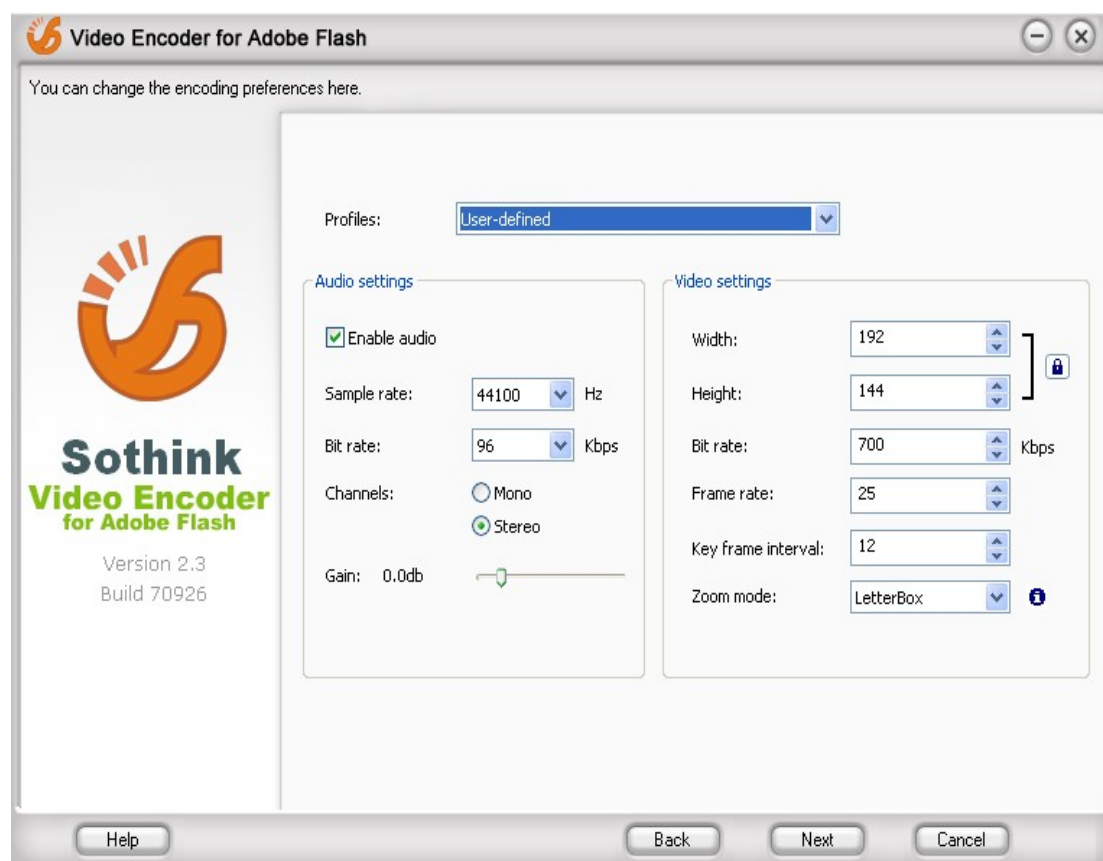 Video Encoder for Adobe Flash
You can change the encoding preferences here.
Profiles: User-defined
Audio settings
Enable audio
Sample rate: 44100 Hz
Bit rate: 96 Kbps
Channels: Mono
Stereo
Gain: 0.0db
Video settings
Width: 192
Height: 144
Bit rate: 700 Kbps
Frame rate: 25
Key frame interval: 12
Zoom mode: LetterBox
Sothink
Video Encoder
for Adobe Flash
Version 2.3
Build 70926
Help Back Next Cancel